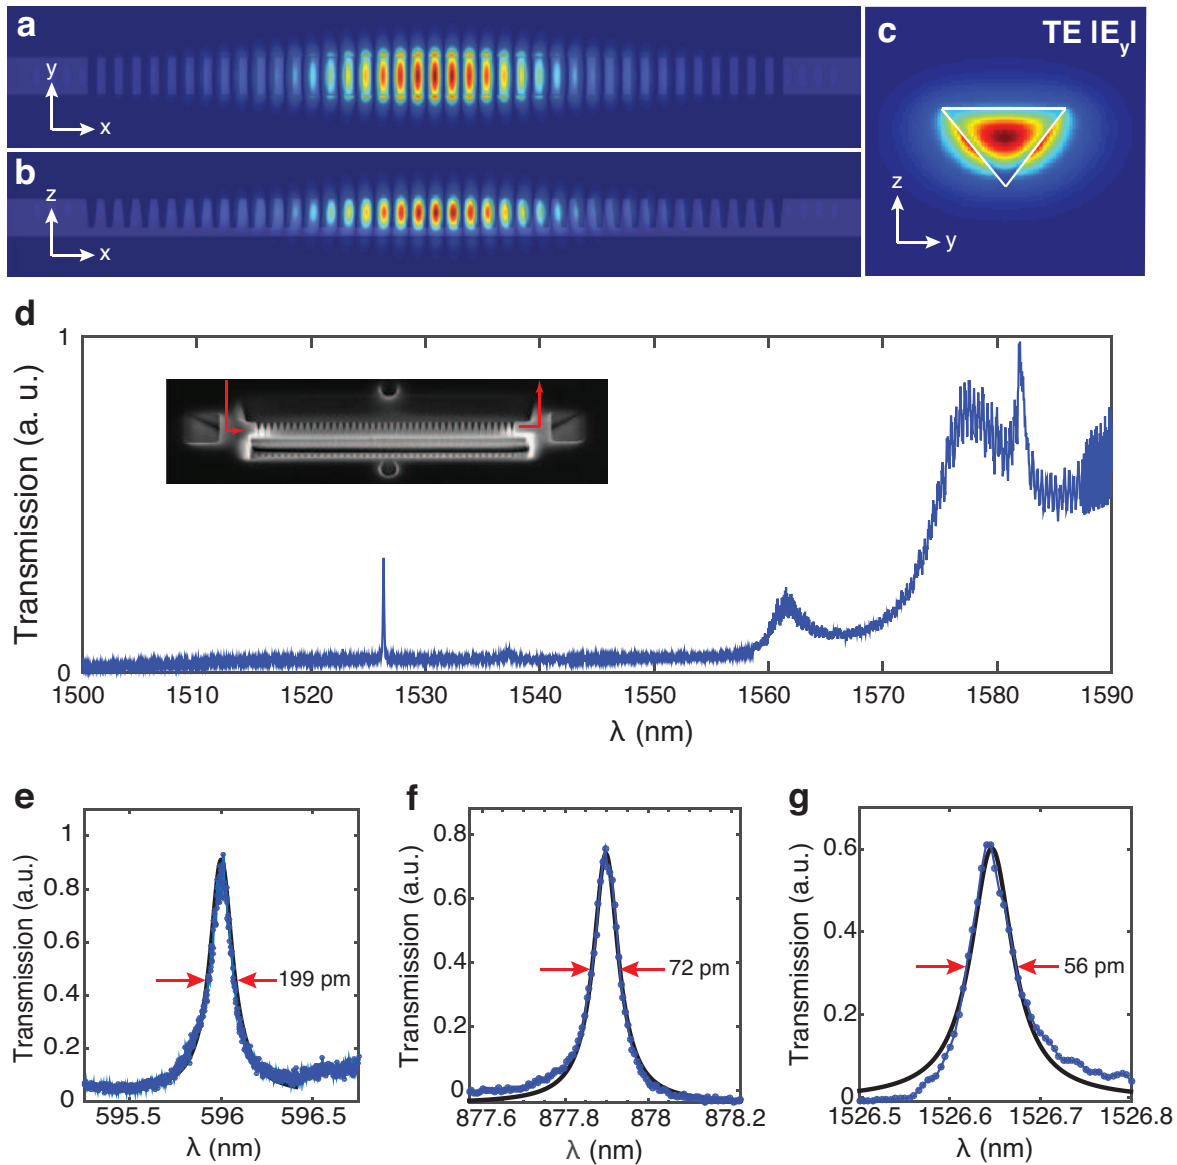 a
y
x
b
z
x
c
TE |E_y|
z
y
d
Transmission (a. u.)
1
0
1500 1510 1520 1530 1540 1550 1560 1570 1580 1590
λ (nm)
e
Transmission (a.u.)
1
0.8
0.6
0.4
0.2
0
199 pm
595.5 596 596.5
λ (nm)
f
Transmission (a.u.)
0.8
0.6
0.4
0.2
0
72 pm
877.6 877.8 878 878.2
λ (nm)
g
Transmission (a.u.)
0.6
0.4
0.2
0
56 pm
1526.5 1526.6 1526.7 1526.8
λ (nm)